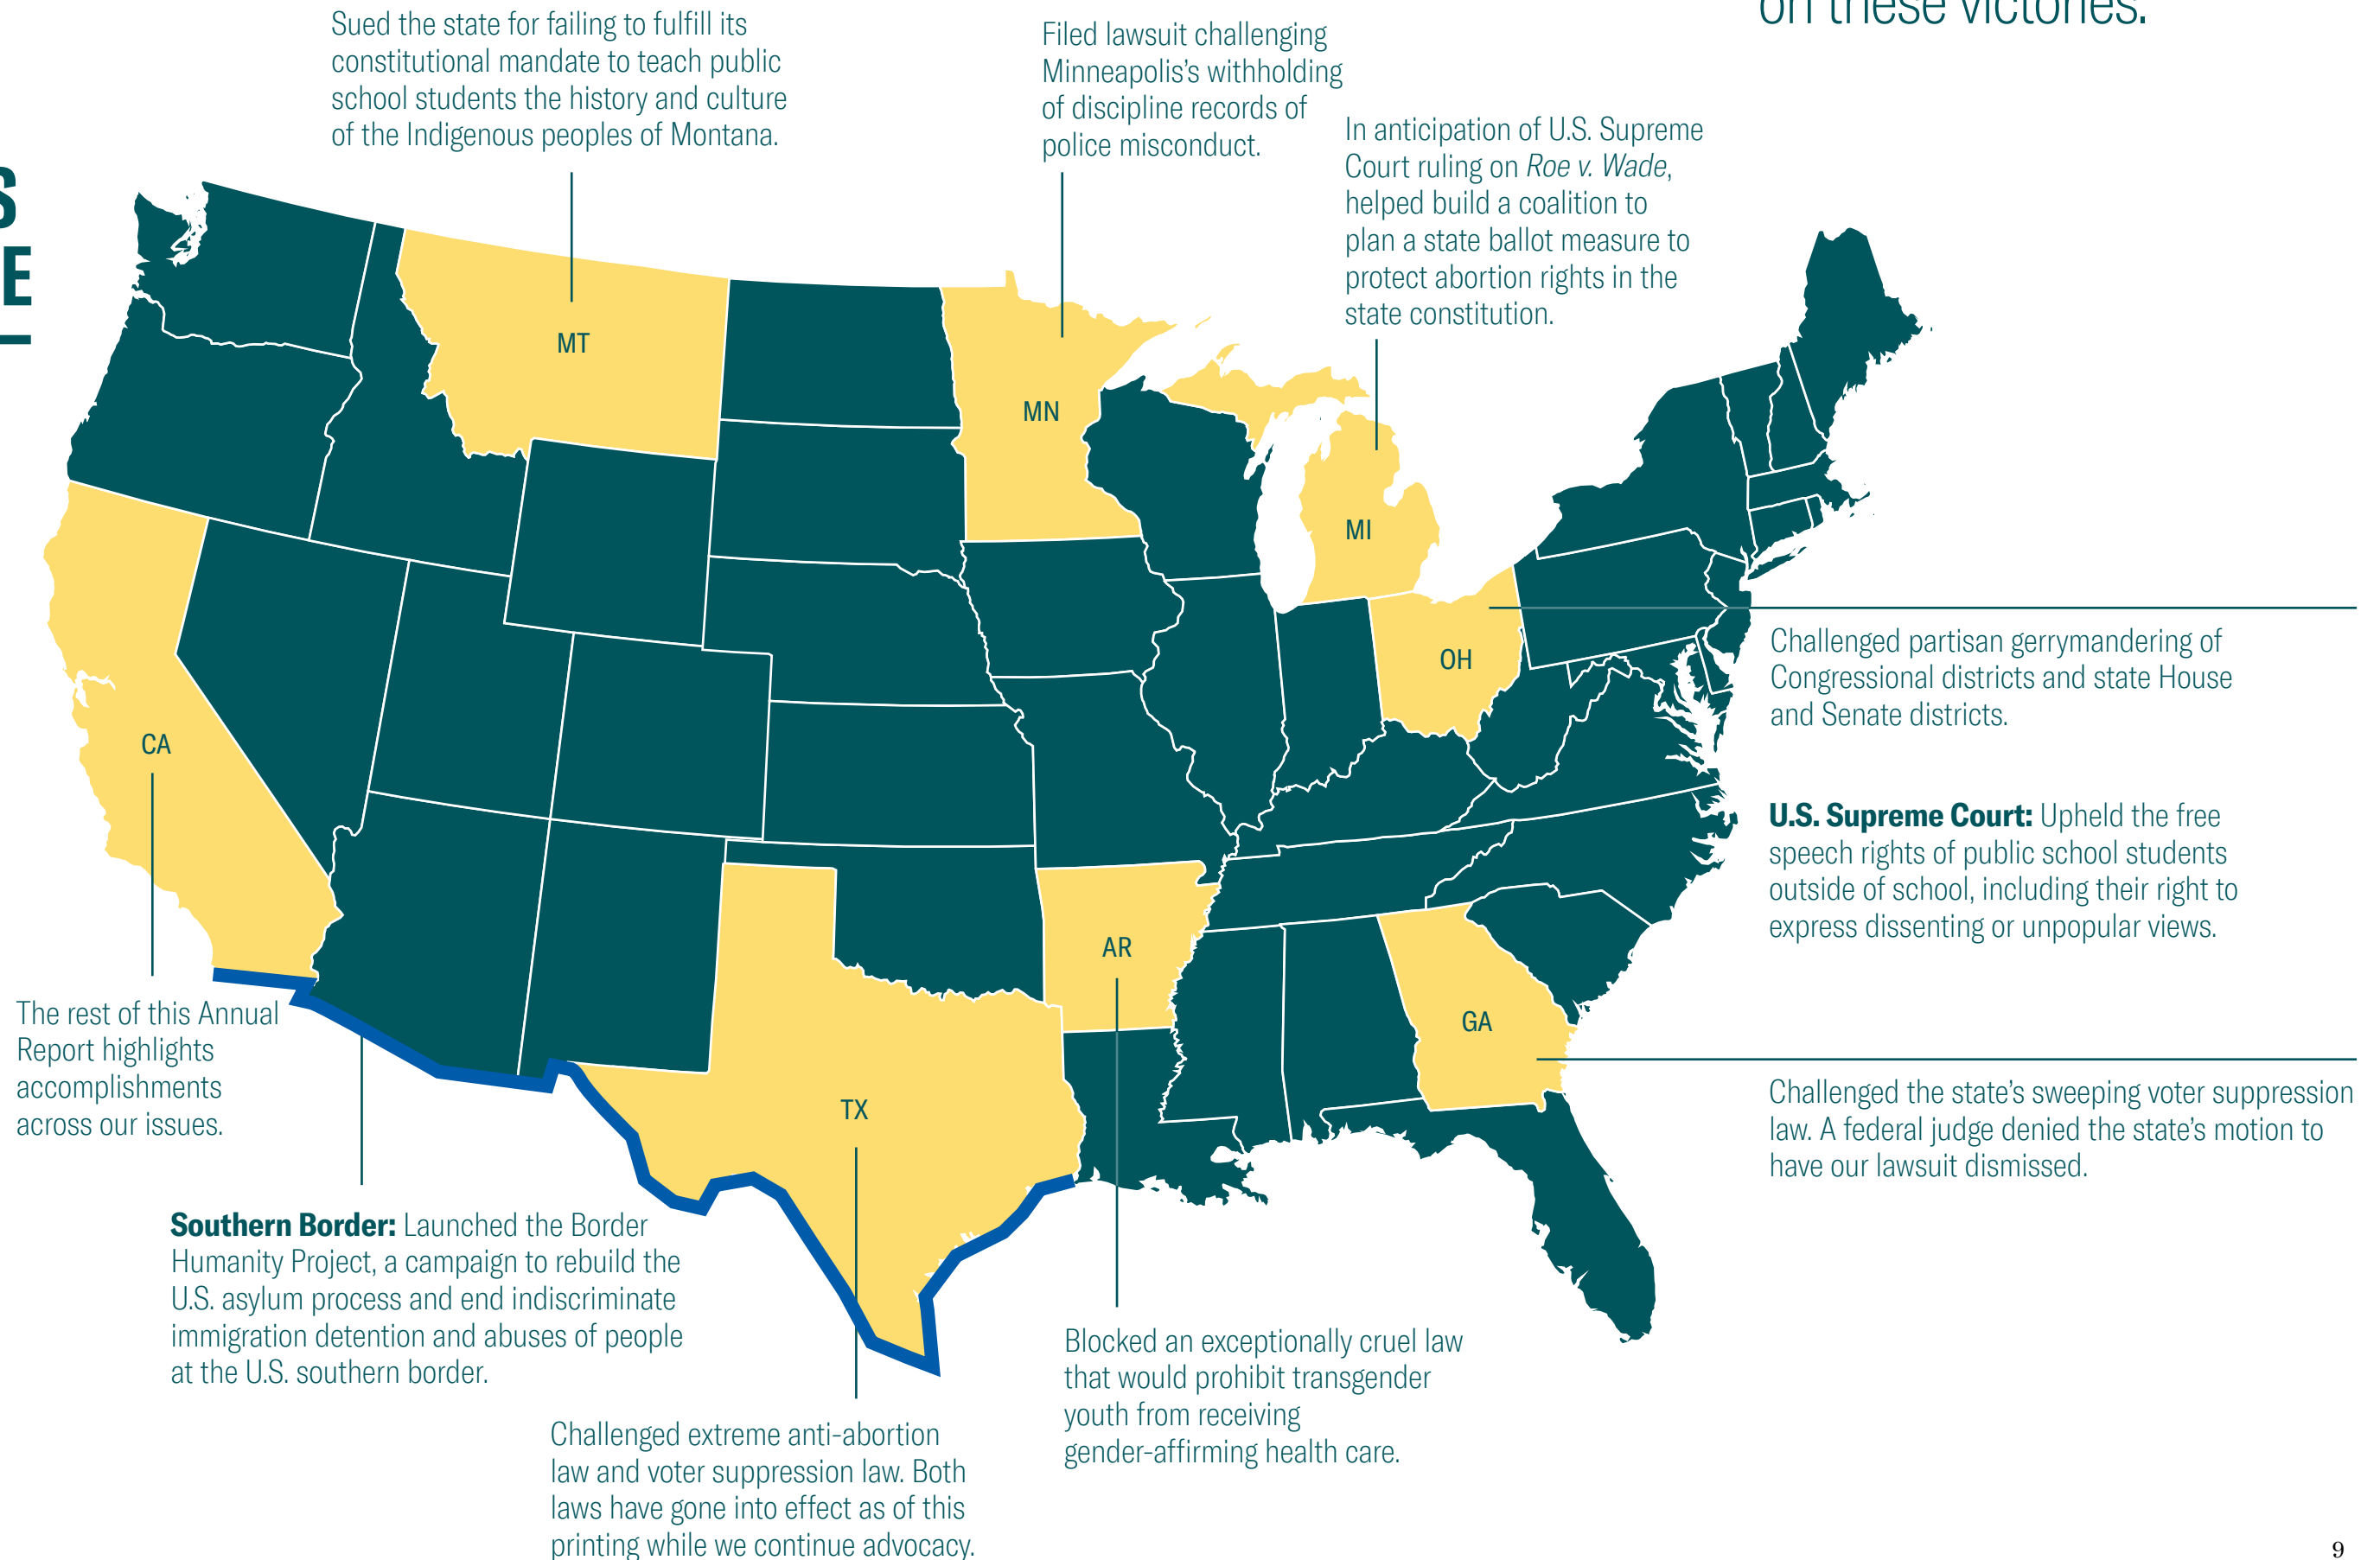 on these victories.
S
E
Sued the state for failing to fulfill its
constitutional mandate to teach public
school students the history and culture
of the Indigenous peoples of Montana.
Filed lawsuit challenging
Minneapolis’s withholding
of discipline records of
police misconduct.
In anticipation of U.S. Supreme
Court ruling on Roe v. Wade,
helped build a coalition to
plan a state ballot measure to
protect abortion rights in the
state constitution.
MT
MN
MI
OH
CA
AR
GA
TX
Challenged partisan gerrymandering of
Congressional districts and state House
and Senate districts.
U.S. Supreme Court: Upheld the free
speech rights of public school students
outside of school, including their right to
express dissenting or unpopular views.
The rest of this Annual
Report highlights
accomplishments
across our issues.
Challenged the state’s sweeping voter suppression
law. A federal judge denied the state’s motion to
have our lawsuit dismissed.
Southern Border: Launched the Border
Humanity Project, a campaign to rebuild the
U.S. asylum process and end indiscriminate
immigration detention and abuses of people
at the U.S. southern border.
Blocked an exceptionally cruel law
that would prohibit transgender
youth from receiving
gender-affirming health care.
Challenged extreme anti-abortion
law and voter suppression law. Both
laws have gone into effect as of this
printing while we continue advocacy.
9